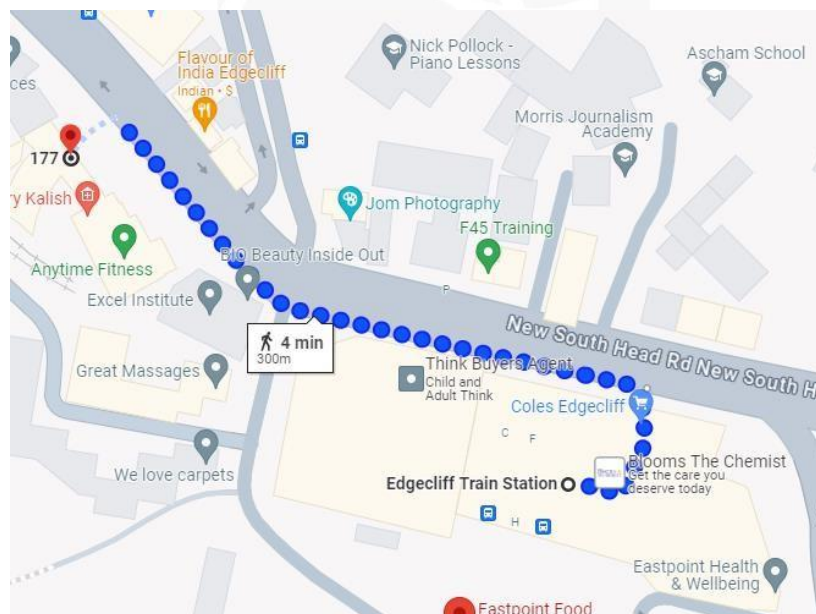 Nick Pollock -
Piano Lessons
Ascham School
Flavour of
India Edgecliff
Indian • $
ces
Morris Journalism
Academy
177
ry Kalish
Jom Photography
F45 Training
Anytime Fitness
BIO Beauty Inside Out
Excel Institute
P
New South Head Rd New South H
4 min
300m
Great Massages
Think Buyers Agent
Child and
Adult Think
Coles Edgecliff
C F
We love carpets
Blooms The Chemist
Get the care you
deserve today
Edgecliff Train Station
H
Eastpoint Health
& Wellbeing
Eastpoint Food